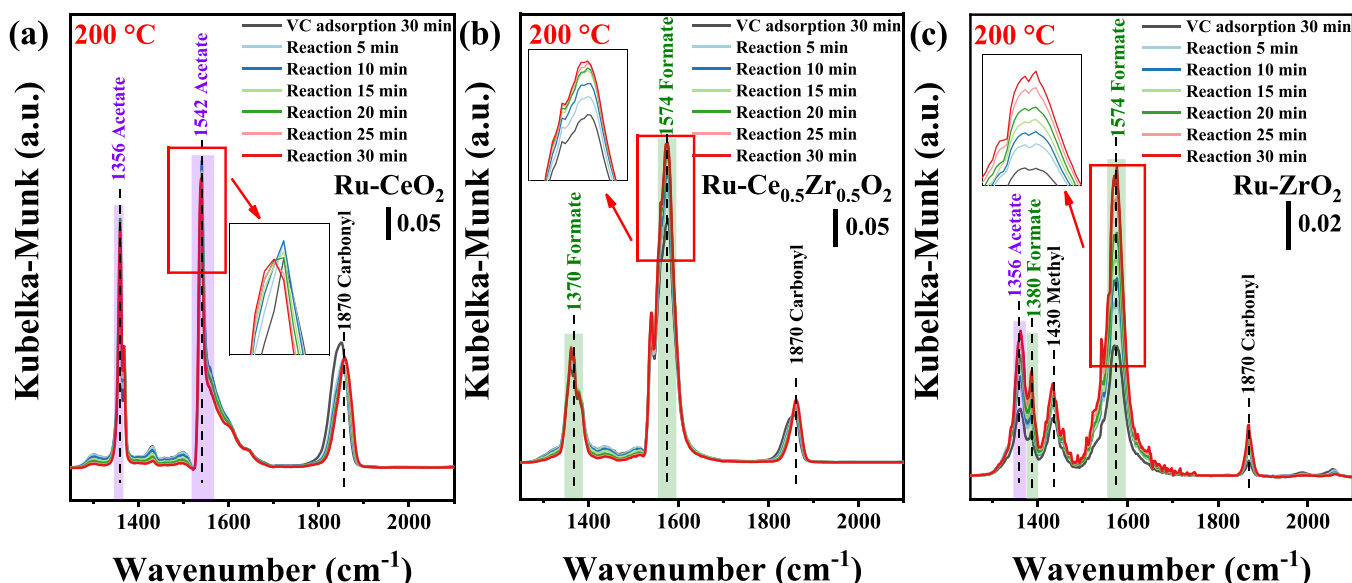 (a)
200 °C
VC adsorption 30 min
Reaction 5 min
Reaction 10 min
Reaction 15 min
Reaction 20 min
Reaction 25 min
Reaction 30 min
Ru-CeO2
0.05
1356 Acetate
1542 Acetate
1870 Carbonyl
Kubelka-Munk (a.u.)
1400
1600
1800
2000
Wavenumber (cm-1)
(b)
200 °C
VC adsorption 30 min
Reaction 5 min
Reaction 10 min
Reaction 15 min
Reaction 20 min
Reaction 25 min
Reaction 30 min
Ru-Ce0.5Zr0.5O2
0.05
1370 Formate
1574 Formate
1870 Carbonyl
Kubelka-Munk (a.u.)
1400
1600
1800
2000
Wavenumber (cm-1)
(c)
200 °C
VC adsorption 30 min
Reaction 5 min
Reaction 10 min
Reaction 15 min
Reaction 20 min
Reaction 25 min
Reaction 30 min
Ru-ZrO2
0.02
1356 Acetate
1380 Formate
1430 Methyl
1574 Formate
1870 Carbonyl
Kubelka-Munk (a.u.)
1400
1600
1800
2000
Wavenumber (cm-1)